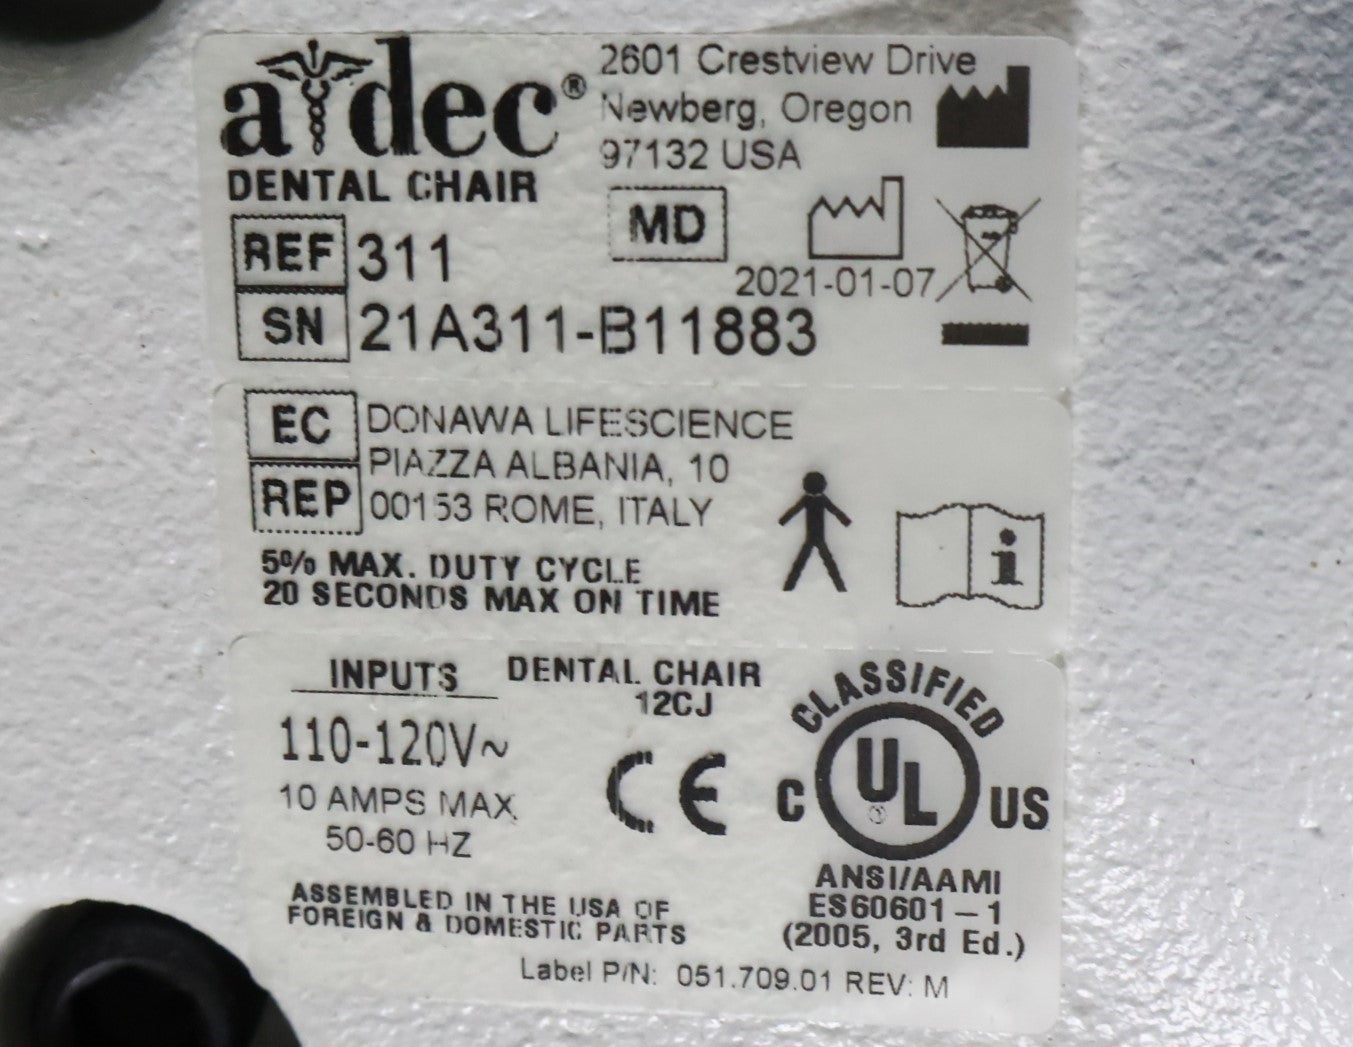 a-dec®
DENTAL CHAIR
2601 Crestview Drive
Newberg, Oregon
97132 USA
REF 311
MD
2021-01-07
SN 21A311-B11883
EC REP
DONAWA LIFESCIENCE
PIAZZA ALBANIA, 10
00153 ROME, ITALY
5% MAX. DUTY CYCLE
20 SECONDS MAX ON TIME
i
INPUTS
110-120V~
10 AMPS MAX
50-60 HZ
DENTAL CHAIR
12CJ
CE
CLASSIFIED
C UL US
ANSI/AAMI
ES60601-1
(2005, 3rd Ed.)
ASSEMBLED IN THE USA OF
FOREIGN & DOMESTIC PARTS
Label P/N: 051.709.01 REV: M